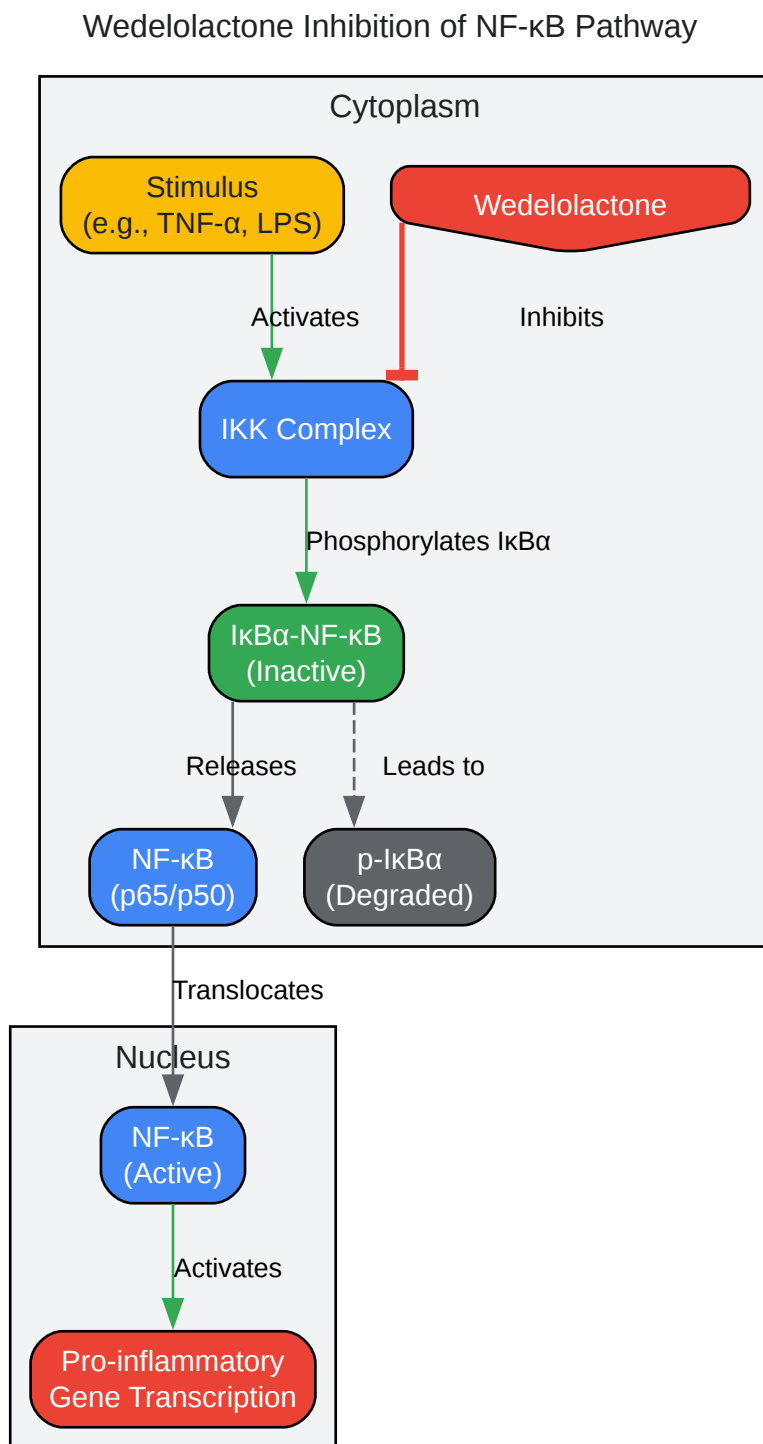 Wedelolactone Inhibition of NF-κB Pathway
Cytoplasm
Stimulus
(e.g., TNF-α, LPS)
Wedelolactone
Activates
Inhibits
IKK Complex
Phosphorylates IκBα
IκBα-NF-κB
(Inactive)
Releases
Leads to
NF-κB
(p65/p50)
p-IκBα
(Degraded)
Translocates
Nucleus
NF-κB
(Active)
Activates
Pro-inflammatory
Gene Transcription